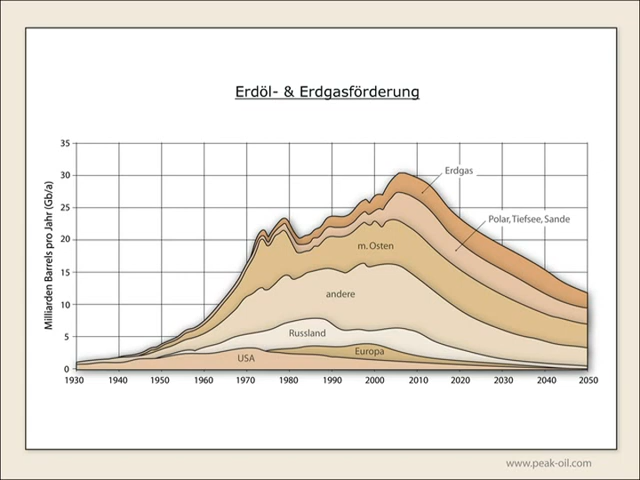 Erdöl- & Erdgasförderung
Milliarden Barrels pro Jahr (Gb/a)
35
30
25
20
15
10
5
0
Erdgas
Polar, Tiefsee, Sande
m. Osten
andere
Russland
Europa
USA
1930 1940 1950 1960 1970 1980 1990 2000 2010 2020 2030 2040 2050
www.peak-oil.com